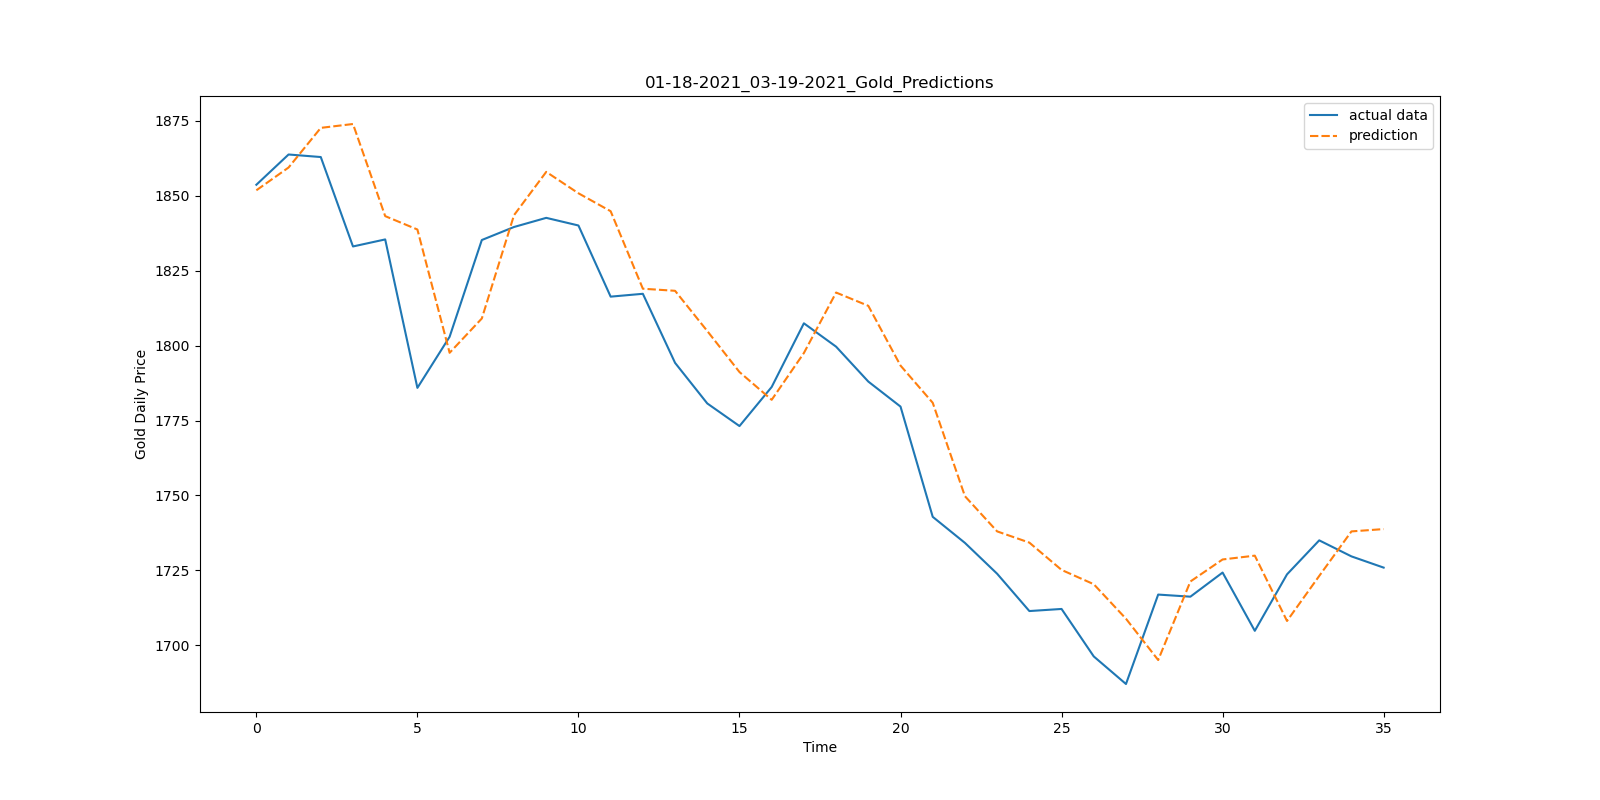 01-18-2021_03-19-2021_Gold_Predictions
actual data
prediction
Gold Daily Price
1875
1850
1825
1800
1775
1750
1725
1700
0 5 10 15 20 25 30 35
Time